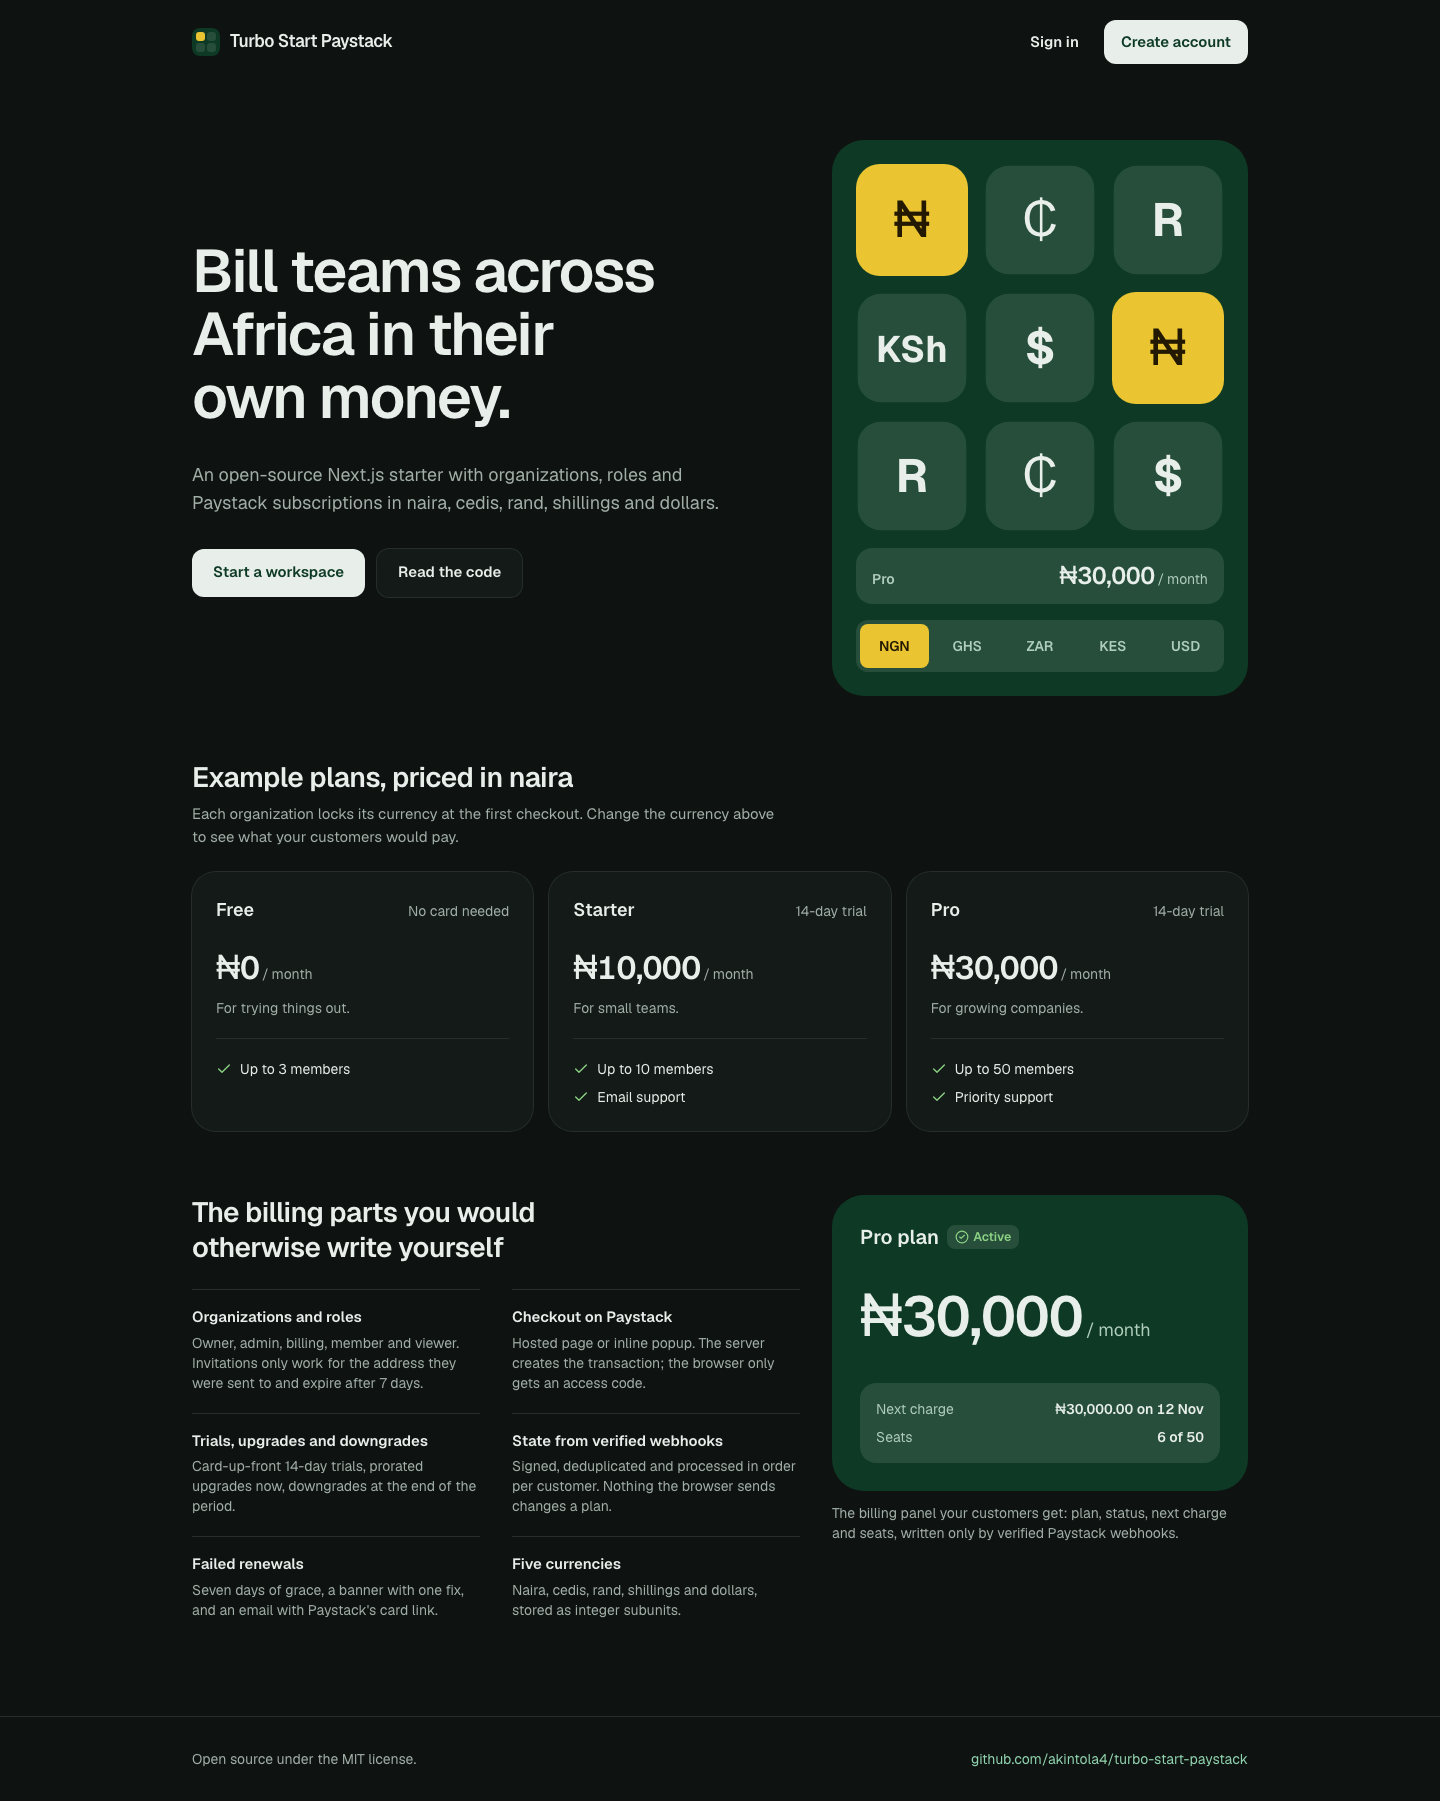 Turbo Start Paystack
Sign in
Create account
Bill teams across
Africa in their
own money.
An open-source Next.js starter with organizations, roles and
Paystack subscriptions in naira, cedis, rand, shillings and dollars.
Start a workspace
Read the code
₦ ₵ R
KSh $ ₦
R ₵ $
Pro ₦30,000 / month
NGN GHS ZAR KES USD
Example plans, priced in naira
Each organization locks its currency at the first checkout. Change the currency above
to see what your customers would pay.
Free
No card needed
₦0 / month
For trying things out.
Up to 3 members
Starter
14-day trial
₦10,000 / month
For small teams.
Up to 10 members
Email support
Pro
14-day trial
₦30,000 / month
For growing companies.
Up to 50 members
Priority support
The billing parts you would
otherwise write yourself
Organizations and roles
Owner, admin, billing, member and viewer.
Invitations only work for the address they
were sent to and expire after 7 days.
Checkout on Paystack
Hosted page or inline popup. The server
creates the transaction; the browser only
gets an access code.
Trials, upgrades and downgrades
Card-up-front 14-day trials, prorated
upgrades now, downgrades at the end of the
period.
State from verified webhooks
Signed, deduplicated and processed in order
per customer. Nothing the browser sends
changes a plan.
Failed renewals
Seven days of grace, a banner with one fix,
and an email with Paystack's card link.
Five currencies
Naira, cedis, rand, shillings and dollars,
stored as integer subunits.
Pro plan
Active
₦30,000 / month
Next charge ₦30,000.00 on 12 Nov
Seats 6 of 50
The billing panel your customers get: plan, status, next charge
and seats, written only by verified Paystack webhooks.
Open source under the MIT license.
github.com/akintola4/turbo-start-paystack